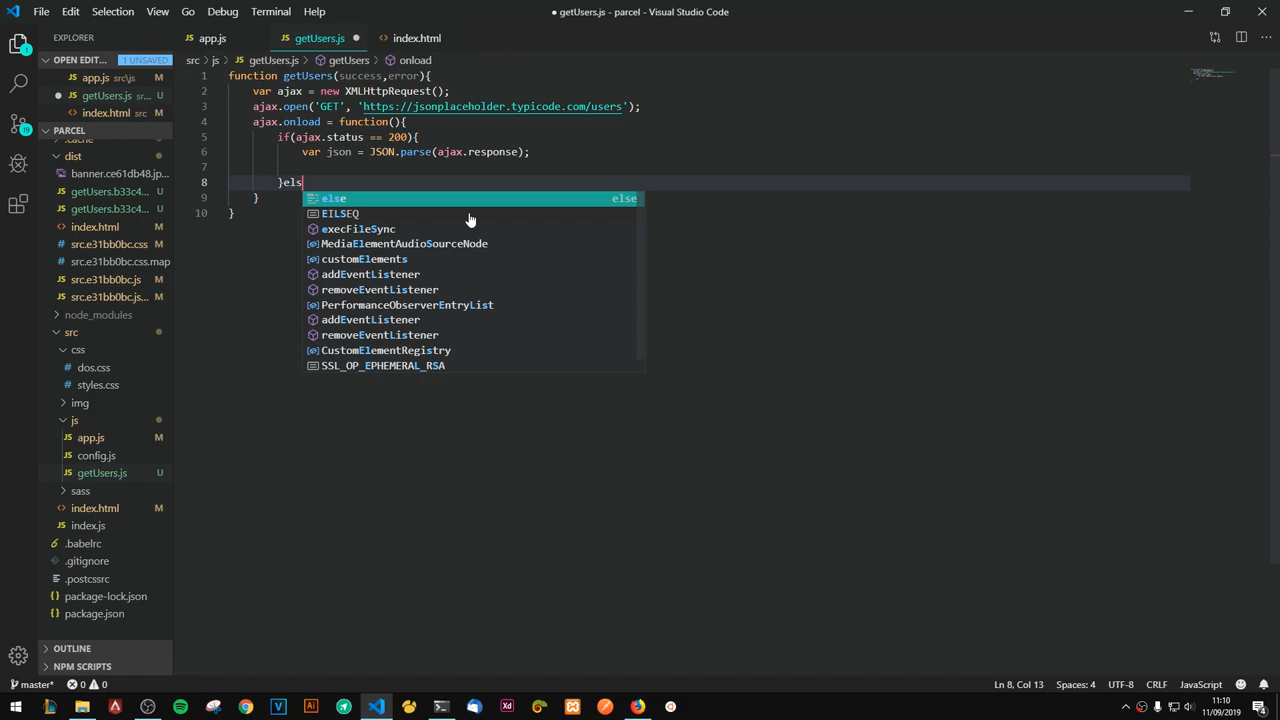 File Edit Selection View Go Debug Terminal Help
● getUsers.js - parcel - Visual Studio Code
EXPLORER
app.js
getUsers.js
index.html
OPEN EDIT... 1 UNSAVED
app.js src\js M
getUsers.js sr... U
index.html src M
PARCEL
.cache
dist
banner.ce61db48.jp...
getUsers.b33c4... U
getUsers.b33c4... U
index.html M
src.e31bb0bc.css M
src.e31bb0bc.css.map
src.e31bb0bc.js M
src.e31bb0bc.js... M
node_modules
src
css
dos.css
styles.css
img
js
app.js M
config.js
getUsers.js U
sass
index.html M
index.js
.babelrc
.gitignore
.postcssrc
package-lock.json
package.json
OUTLINE
NPM SCRIPTS
1
19
src > js > getUsers.js > getUsers > onload
1 function getUsers(success,error){
2 var ajax = new XMLHttpRequest();
3 ajax.open('GET', 'https://jsonplaceholder.typicode.com/users');
4 ajax.onload = function(){
5 if(ajax.status == 200){
6 var json = JSON.parse(ajax.response);
7
8 }els
9 }
10 }
else else
EILSEQ
execFileSync
MediaElementAudioSourceNode
customElements
addEventListener
removeEventListener
PerformanceObserverEntryList
addEventListener
removeEventListener
CustomElementRegistry
SSL_OP_EPHEMERAL_RSA
master* 0 0
Ln 8, Col 13 Spaces: 4 UTF-8 CRLF JavaScript
11:10
11/09/2019
4